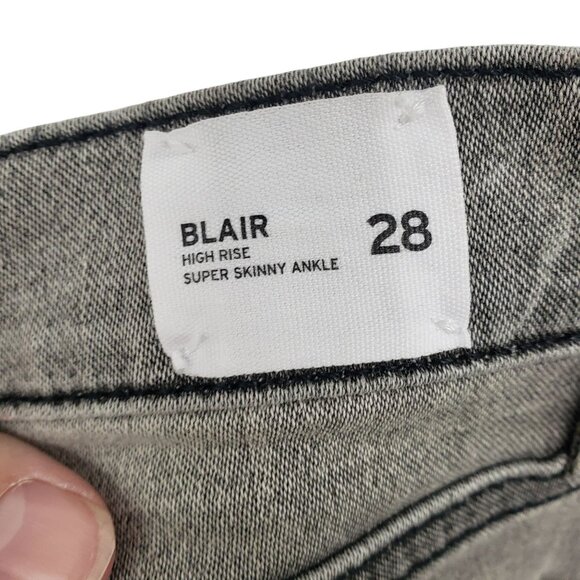 BLAIR 28
HIGH RISE
SUPER SKINNY ANKLE